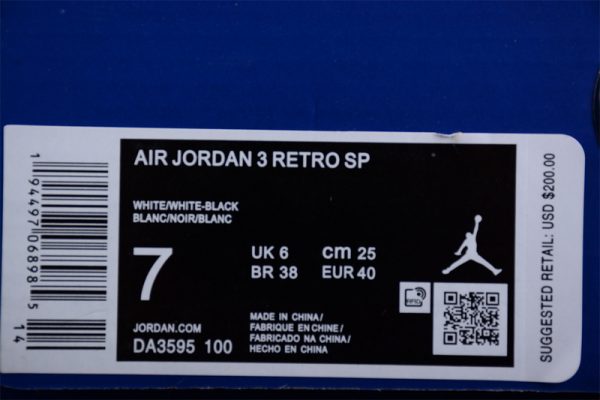 AIR JORDAN 3 RETRO SP
WHITE/WHITE-BLACK
BLANC/NOIR/BLANC
7
UK 6 cm 25
BR 38 EUR 40
MADE IN CHINA/
FABRIQUE EN CHINE/
FABRICADO NA CHINA/
HECHO EN CHINA
JORDAN.COM
DA3595 100
RFID
1 94497 06898 5
14
SUGGESTED RETAIL: USD $200.00